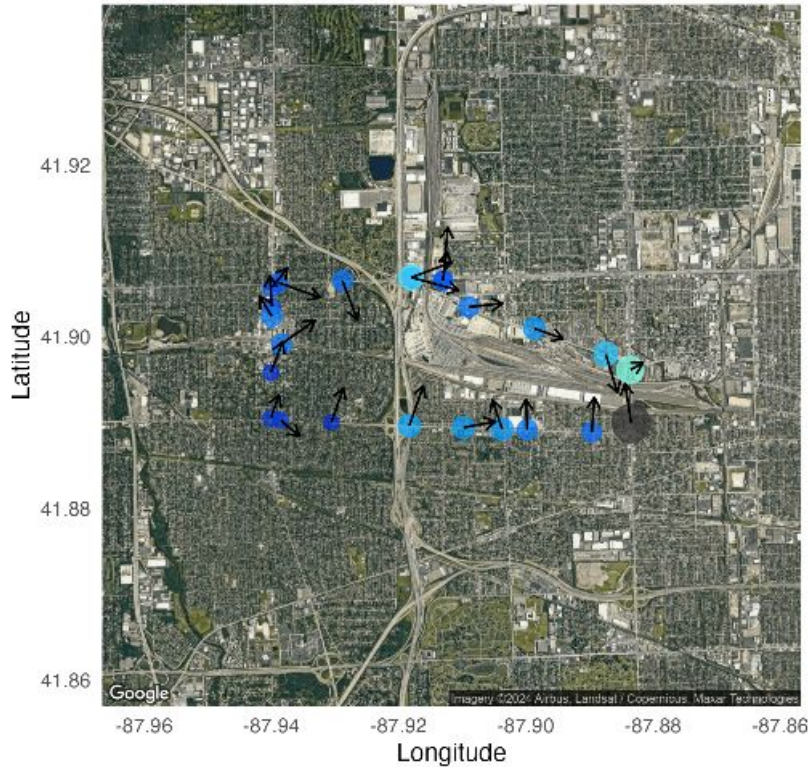 41.92
41.90
41.88
41.86
Latitude
Google
Imagery ©2024 Airbus, Landsat / Copernicus, Maxar Technologies
-87.96 -87.94 -87.92 -87.90 -87.88 -87.86
Longitude